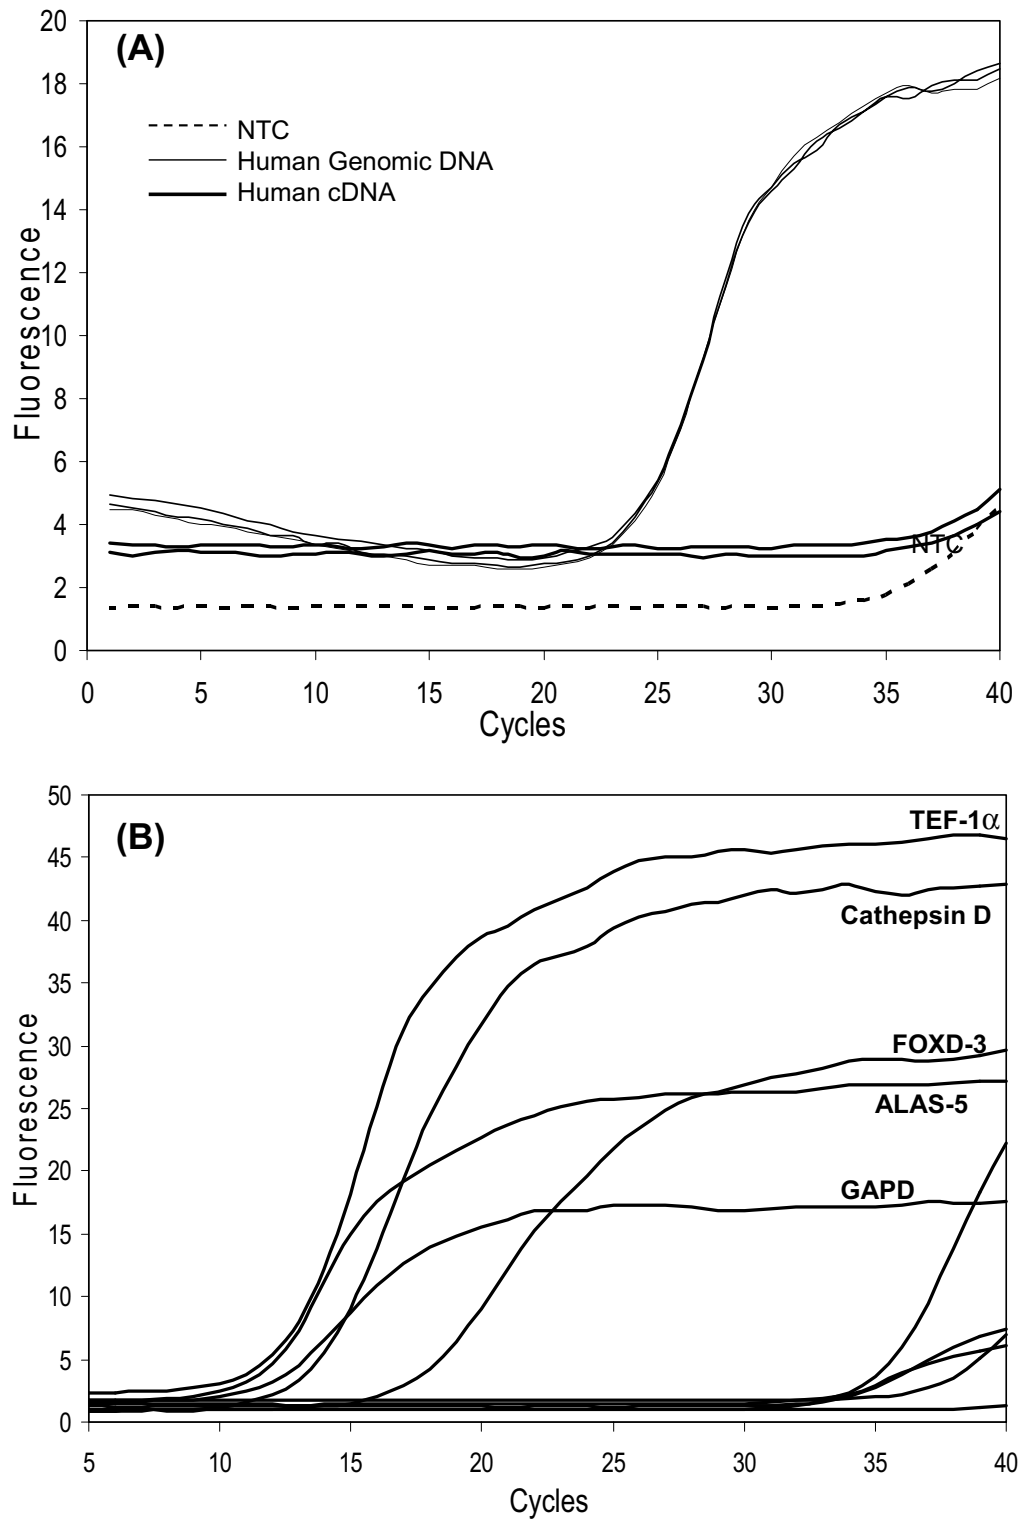 20
(A)
18
NTC
16
Human Genomic DNA
Human cDNA
14
12
10
8
6
4
NTC
2
0
Fluorescence
0 5 10 15 20 25 30 35 40
Cycles
50
(B)
TEF-1α
45
Cathepsin D
40
35
30
FOXD-3
25
ALAS-5
20
GAPD
15
10
5
0
Fluorescence
5 10 15 20 25 30 35 40
Cycles